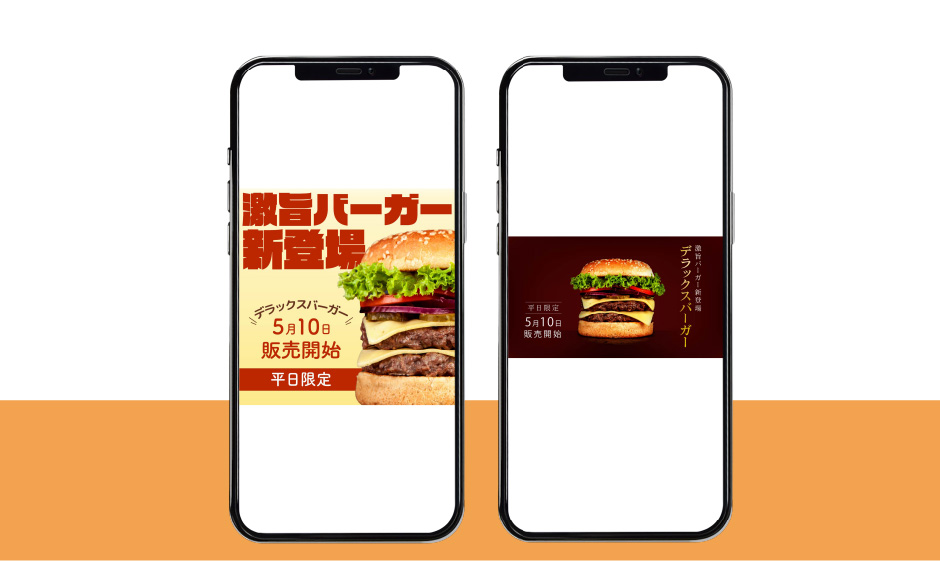 激旨バーガー
新登場
デラックスバーガー
5月10日
販売開始
平日限定
激旨バーガー新登場
デラックスバーガー
平日限定
5月10日
販売開始